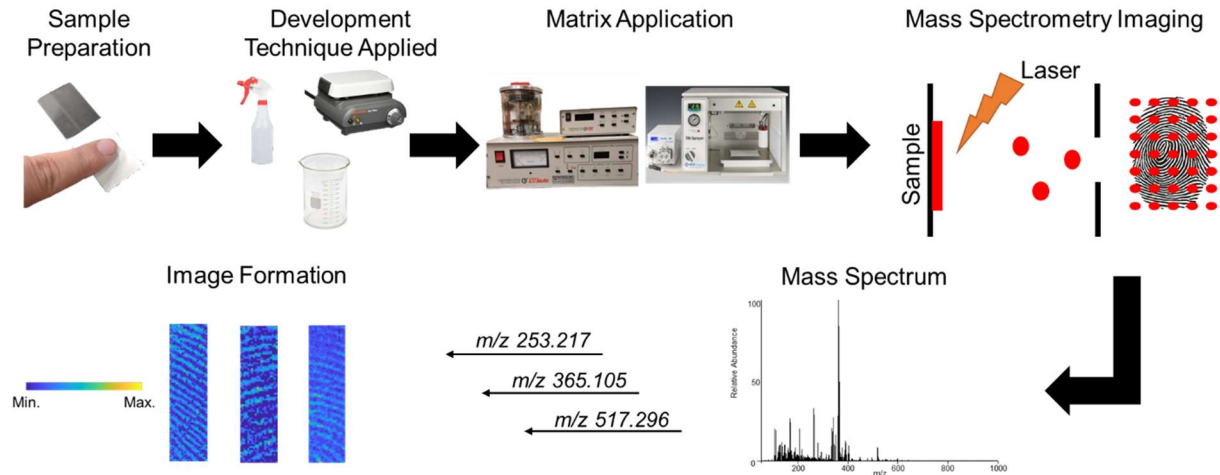 Sample
Preparation
Development
Technique Applied
Matrix Application
Mass Spectrometry Imaging
Laser
Sample
Image Formation
Mass Spectrum
m/z 253.217
m/z 365.105
m/z 517.296
Min.
Max.
Relative Abundance
100
50
0
200
400
600
800
1000
m/z